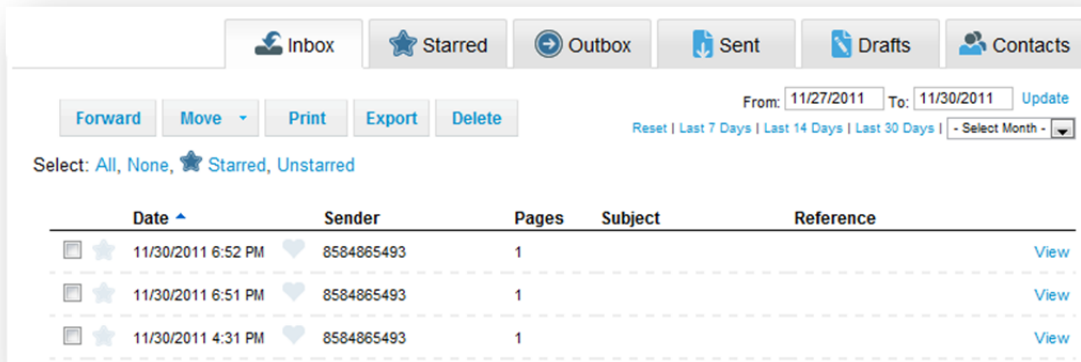 Inbox Starred Outbox Sent Drafts Contacts
From: 11/27/2011 To: 11/30/2011 Update
Forward Move Print Export Delete
Reset | Last 7 Days | Last 14 Days | Last 30 Days | - Select Month -
Select: All, None, Starred, Unstarred
Date Sender Pages Subject Reference
11/30/2011 6:52 PM 8584865493 1 View
11/30/2011 6:51 PM 8584865493 1 View
11/30/2011 4:31 PM 8584865493 1 View